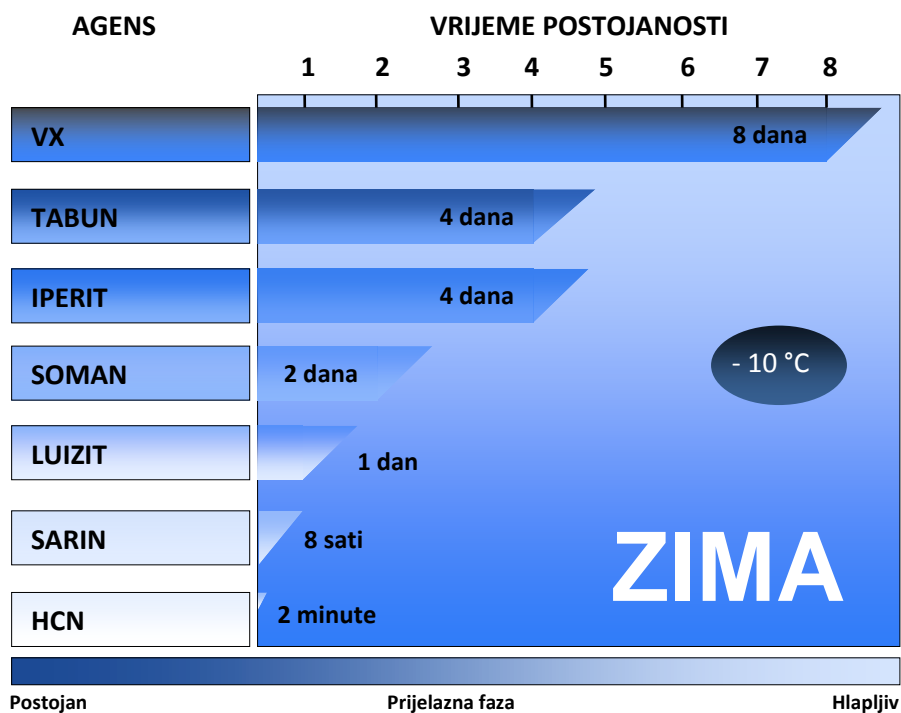 AGENS VRIJEME POSTOJANOSTI
1 2 3 4 5 6 7 8
VX 8 dana
TABUN 4 dana
IPERIT 4 dana
SOMAN 2 dana
- 10 °C
LUIZIT 1 dan
SARIN 8 sati
ZIMA
HCN 2 minute
Postojan Prijelazna faza Hlapljiv